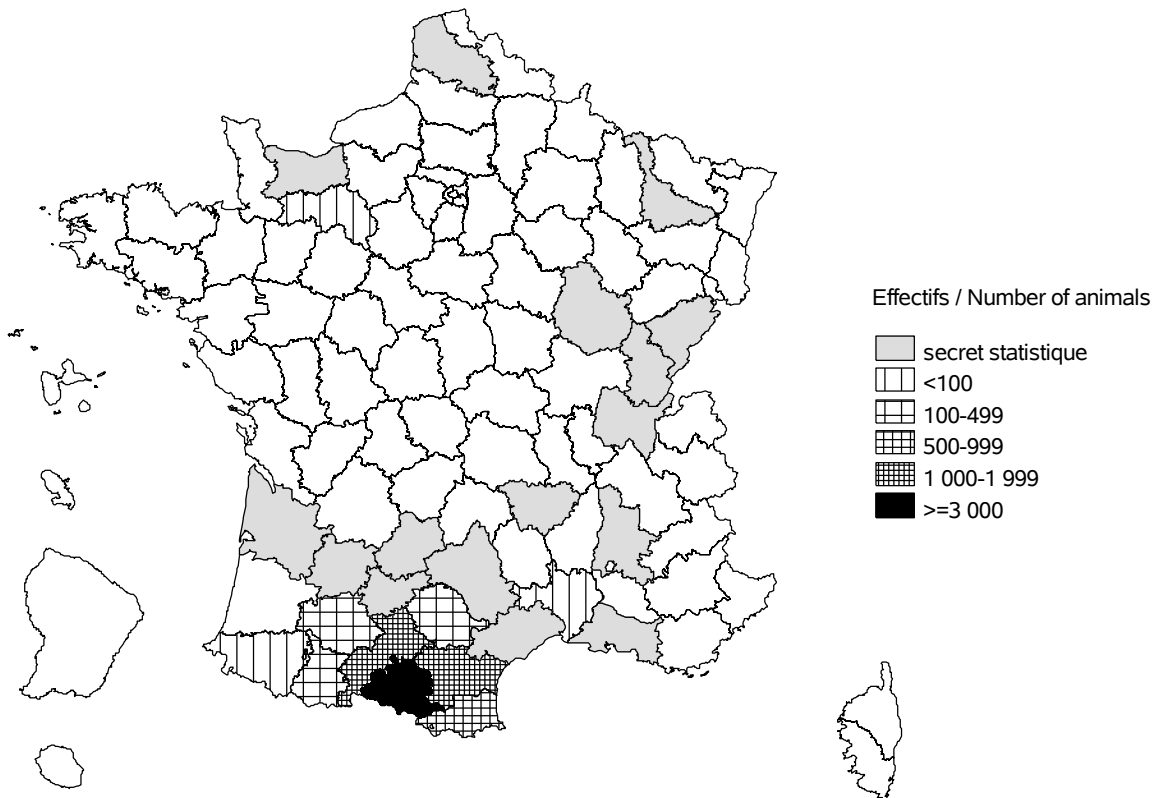 Effectifs / Number of animals
secret statistique
<100
100-499
500-999
1 000-1 999
>=3 000